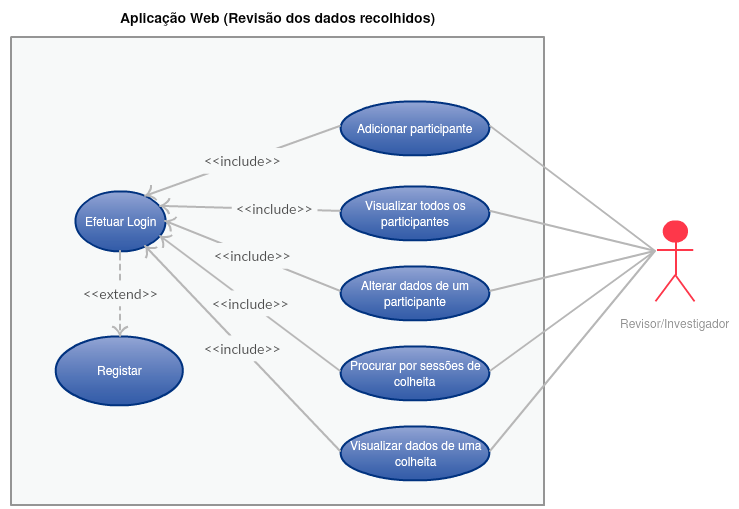 Aplicação Web (Revisão dos dados recolhidos)
Adicionar participante
<<include>>
Visualizar todos os
participantes
<<include>>
Efetuar Login
<<include>>
Alterar dados de um
participante
<<extend>>
<<include>>
Revisor/Investigador
<<include>>
Procurar por sessões de
colheita
Registar
Visualizar dados de uma
colheita